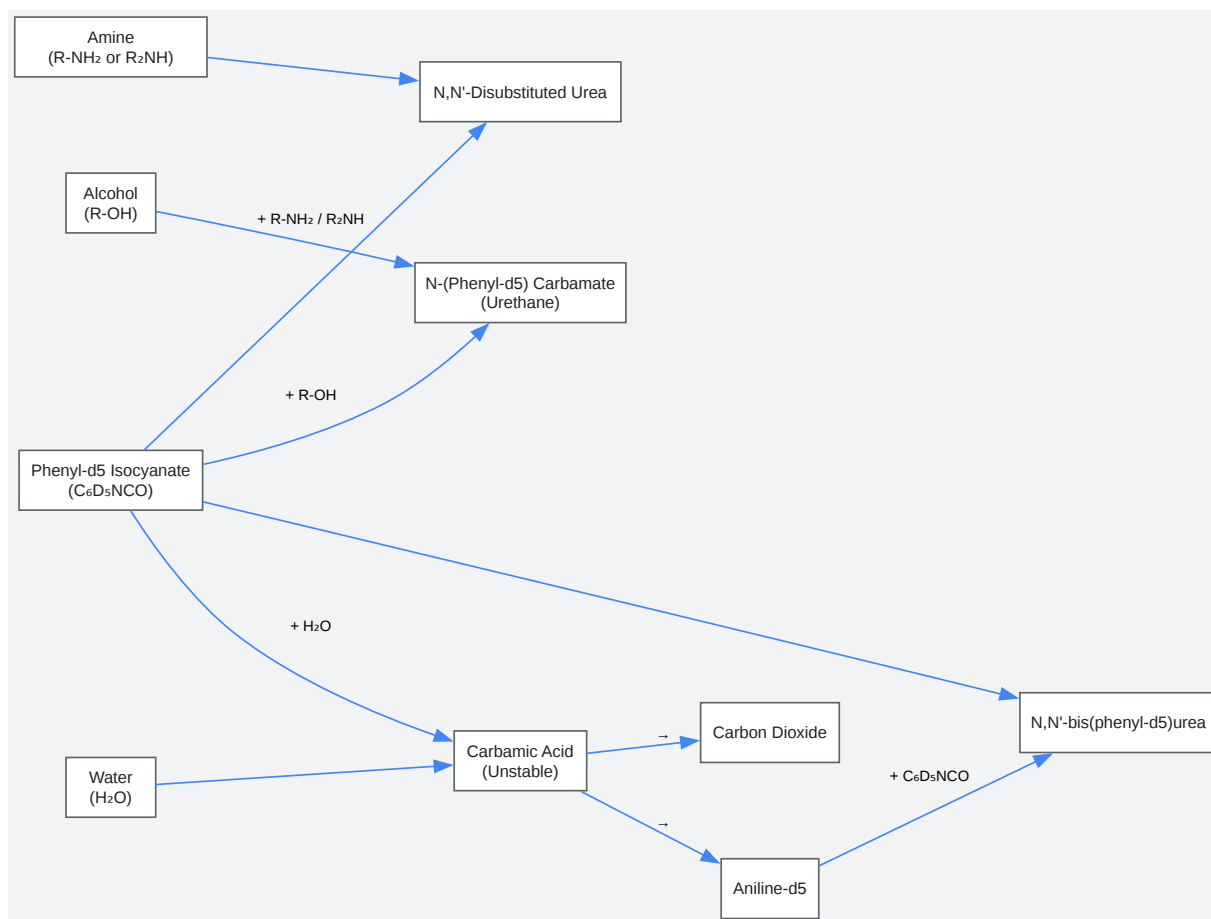 Amine
(R-NH₂ or R₂NH)
N,N'-Disubstituted Urea
Alcohol
(R-OH)
+ R-NH₂ / R₂NH
N-(Phenyl-d5) Carbamate
(Urethane)
+ R-OH
Phenyl-d5 Isocyanate
(C₆D₅NCO)
+ H₂O
Carbon Dioxide
N,N'-bis(phenyl-d5)urea
→
Carbamic Acid
(Unstable)
Water
(H₂O)
+ C₆D₅NCO
→
Aniline-d5